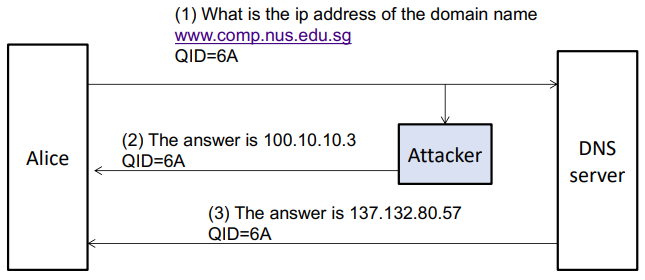 (1) What is the ip address of the domain name
www.comp.nus.edu.sg
QID=6A
(2) The answer is 100.10.10.3
QID=6A
Alice
Attacker
DNS
server
(3) The answer is 137.132.80.57
QID=6A